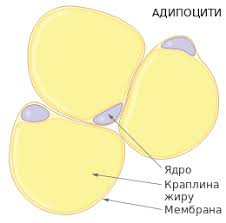 АДИПОЦИТИ
Ядро
Краплина
жиру
Мембрана